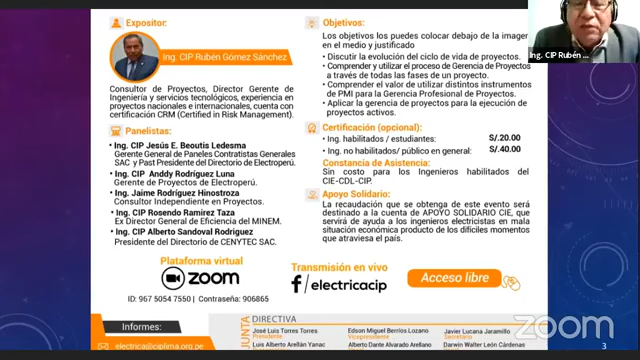 Expositor:
Ing. CIP Rubén Gómez Sánchez
Consultor de Proyectos, Director Gerente de
Ingeniería y servicios tecnológicos, experiencia en
proyectos nacionales e internacionales, cuenta con
certificación CRM (Certified in Risk Management).
Panelistas:
• Ing. CIP Jesús E. Beoutis Ledesma
Gerente General de Paneles Contratistas Generales
SAC y Past Presidente del Directorio de Electroperú.
• Ing. CIP Anddy Rodríguez Luna
Gerente de Proyectos de Electroperú.
• Ing. Jaime Rodríguez Hinostroza
Consultor Independiente en Proyectos.
• Ing. CIP Rosendo Ramirez Taza
Ex Director General de Eficiencia del MINEM.
• Ing. CIP Alberto Sandoval Rodriguez
Presidente del Directorio de CENYTEC SAC.
Objetivos:
Los objetivos los puedes colocar debajo de la imagen
en el medio y justificado
• Discutir la evolución del ciclo de vida de proyectos.
• Comprender y utilizar el proceso de Gerencia de Proyectos
a través de todas las fases de un proyecto.
• Comprender el valor de utilizar distintos instrumentos
de PMI para la Gerencia Profesional de Proyectos.
• Aplicar la gerencia de proyectos para la ejecución de
proyectos activos.
Certificación (opcional):
• Ing. habilitados / estudiantes: S/.20.00
• Ing. no habilitados/ público en general: S/.40.00
Constancia de Asistencia:
Sin costo para los Ingenieros habilitados del
CIE-CDL-CIP.
Apoyo Solidario:
La recaudación que se obtenga de este evento será
destinado a la cuenta de APOYO SOLIDARIO CIE, que
servirá de ayuda a los ingenieros electricistas en mala
situación económica producto de los difíciles momentos
que atraviesa el país.
Ing. CIP Rubén ...
Plataforma virtual
zoom
ID: 967 5054 7550 | Contraseña: 906865
Transmisión en vivo
f/electricacip
Acceso libre
Informes:
electrica@ciplima.org.pe
JUNTA
DIRECTIVA
José Luis Torres Torres
Presidente
Luis Alberto Arellán Yanac
Edson Miguel Berríos Lozano
Vicepresidente
Alberto Dante Alvarado Arellano
Javier Lucana Jaramillo
Secretario
Darwin Walter León Cárdenas
zoom
3